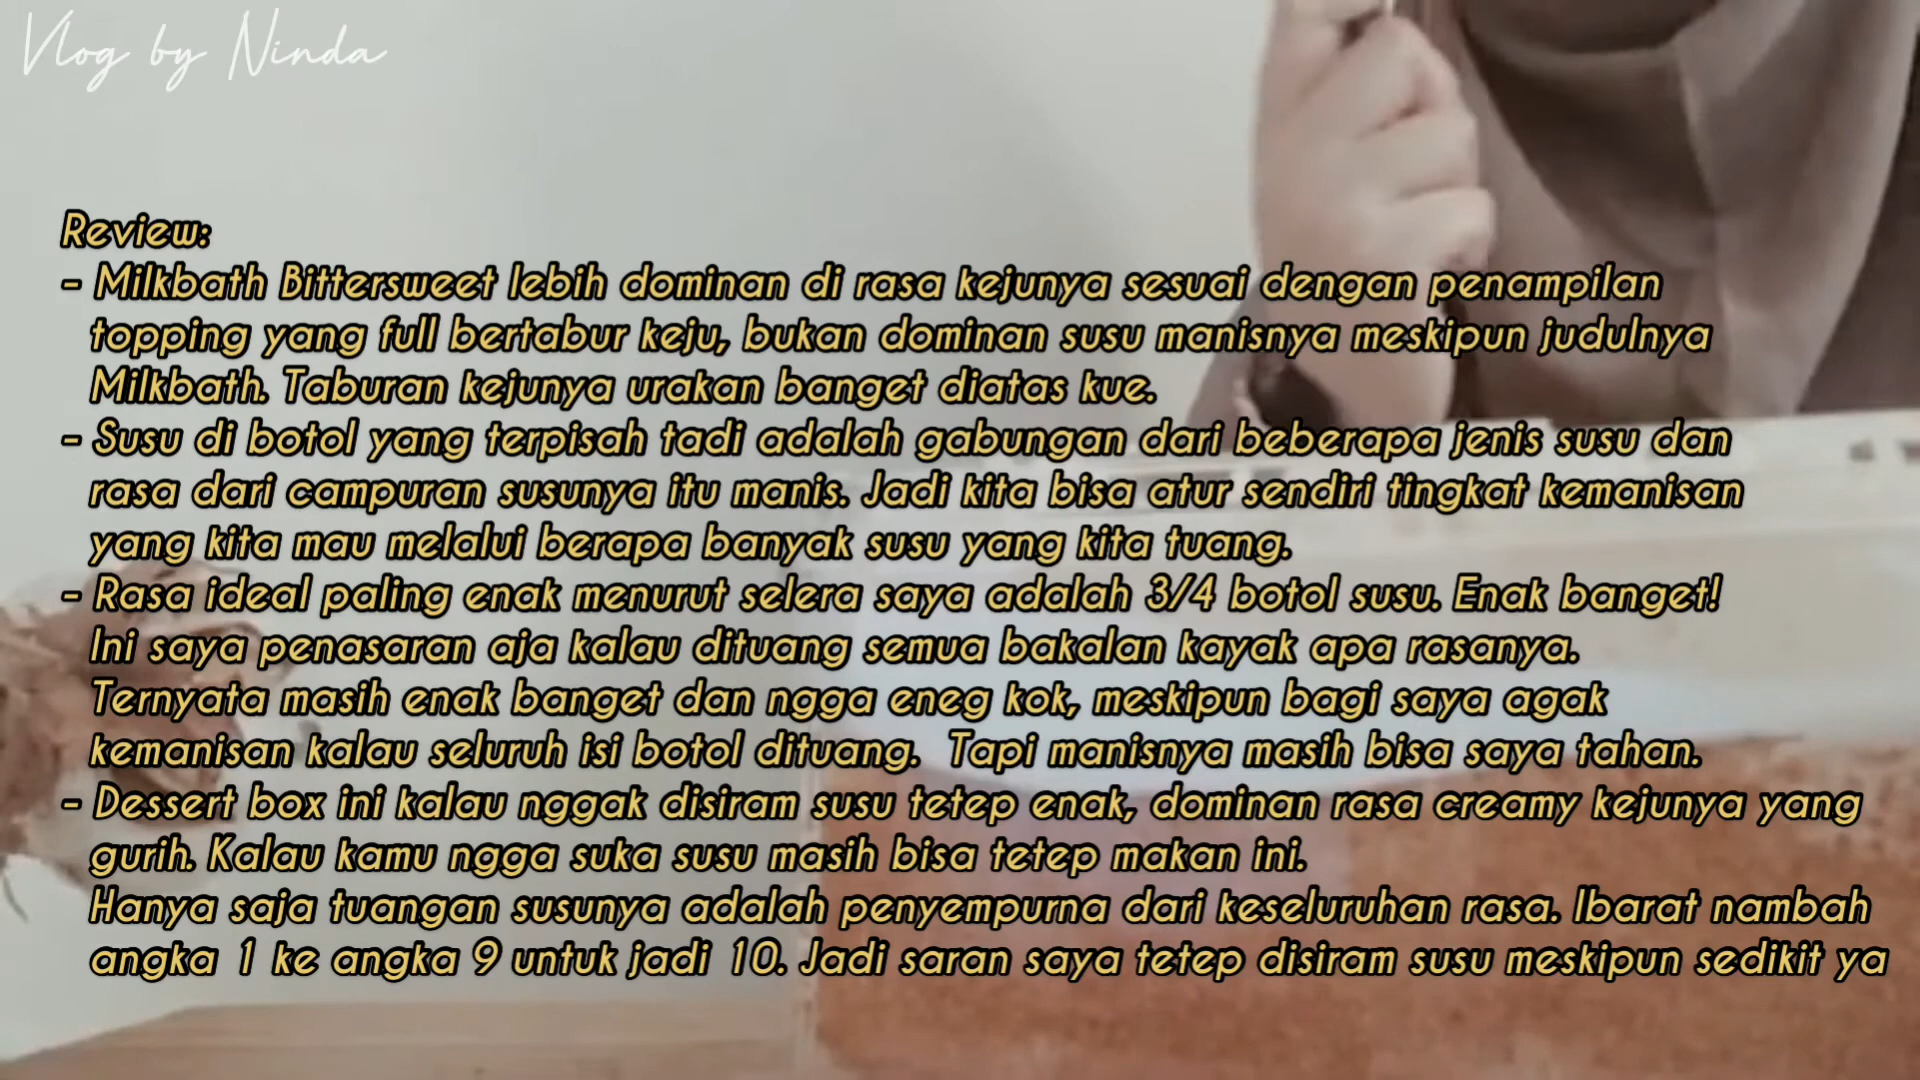 Vlog by Ninda
Review:
- Milkbath Bittersweet lebih dominan di rasa kejunya sesuai dengan penampilan
topping yang full bertabur keju, bukan dominan susu manisnya meskipun judulnya
Milkbath. Taburan kejunya urakan banget diatas kue.
- Susu di botol yang terpisah tadi adalah gabungan dari beberapa jenis susu dan
rasa dari campuran susunya itu manis. Jadi kita bisa atur sendiri tingkat kemanisan
yang kita mau melalui berapa banyak susu yang kita tuang.
- Rasa ideal paling enak menurut selera saya adalah 3/4 botol susu. Enak banget!
Ini saya penasaran aja kalau dituang semua bakalan kayak apa rasanya.
Ternyata masih enak banget dan ngga eneg kok, meskipun bagi saya agak
kemanisan kalau seluruh isi botol dituang. Tapi manisnya masih bisa saya tahan.
- Dessert box ini kalau nggak disiram susu tetep enak, dominan rasa creamy kejunya yang
gurih. Kalau kamu ngga suka susu masih bisa tetep makan ini.
Hanya saja tuangan susunya adalah penyempurna dari keseluruhan rasa. Ibarat nambah
angka 1 ke angka 9 untuk jadi 10. Jadi saran saya tetep disiram susu meskipun sedikit ya